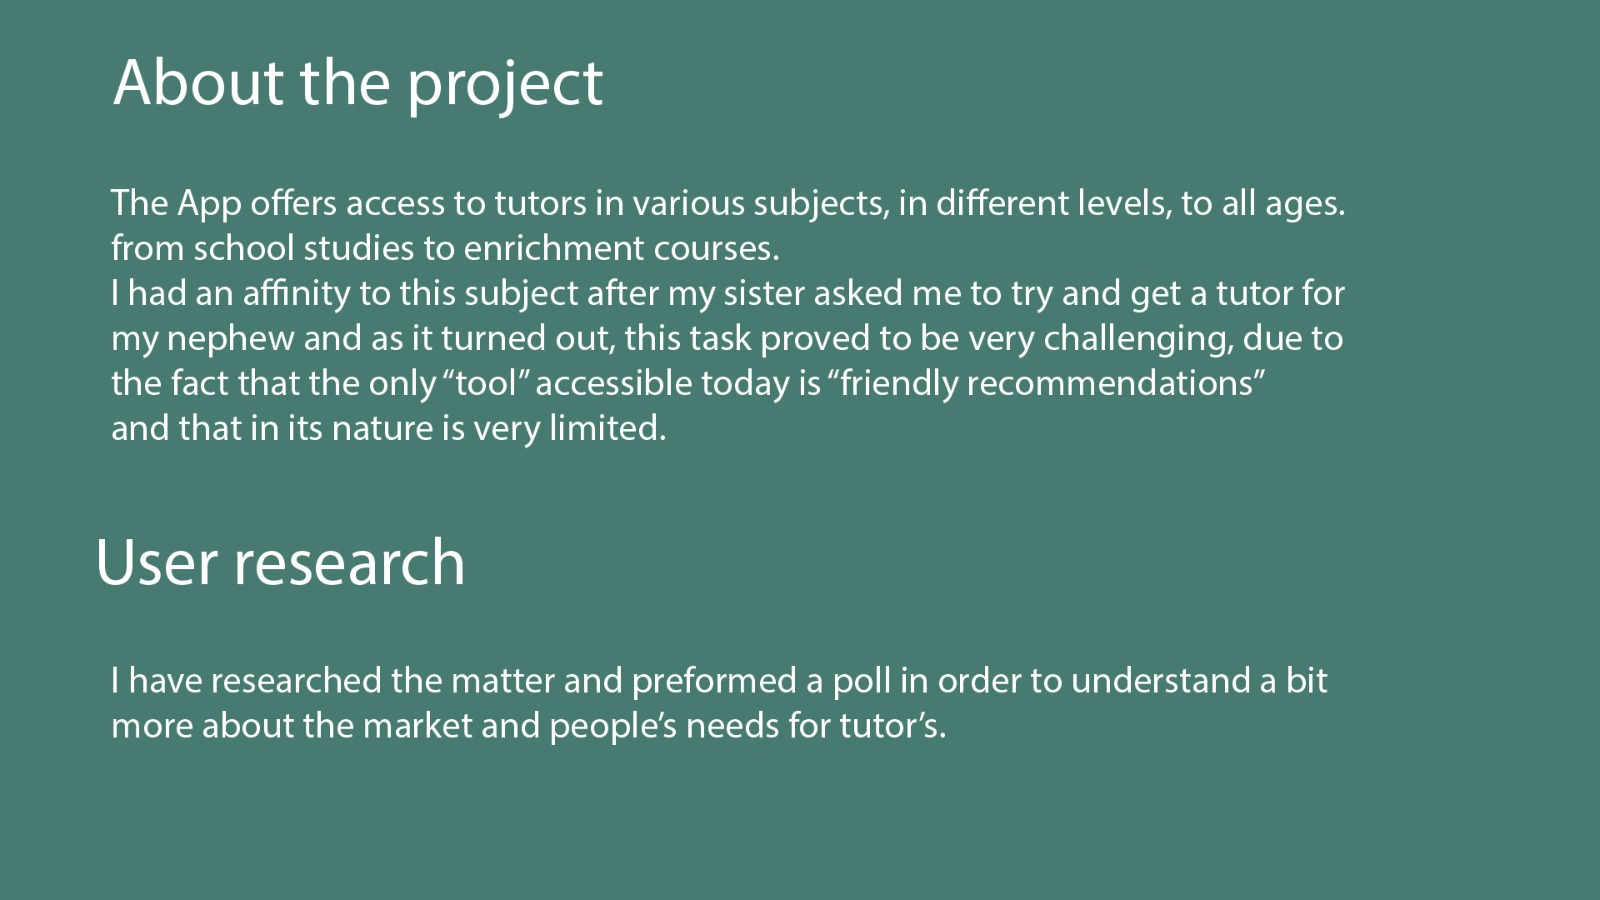 About the project
The App offers access to tutors in various subjects, in different levels, to all ages.
from school studies to enrichment courses.
I had an affinity to this subject after my sister asked me to try and get a tutor for
my nephew and as it turned out, this task proved to be very challenging, due to
the fact that the only “tool” accessible today is “friendly recommendations”
and that in its nature is very limited.
User research
I have researched the matter and preformed a poll in order to understand a bit
more about the market and people’s needs for tutor’s.